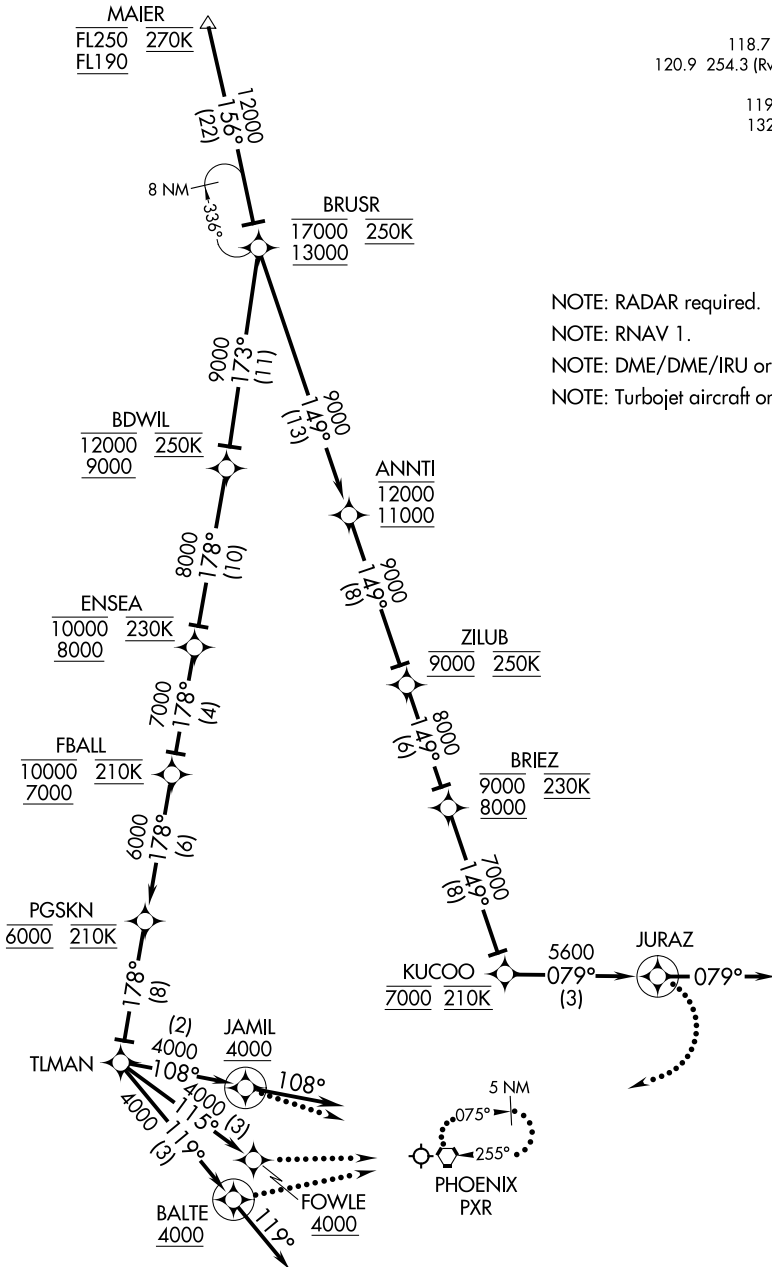 MAIER
FL250 270K
FL190
118.7
120.9 254.3 (Rw
119
132
12000
156°
(22)
8 NM
336°
BRUSR
17000 250K
13000
NOTE: RADAR required.
NOTE: RNAV 1.
NOTE: DME/DME/IRU or
NOTE: Turbojet aircraft or
9000
173°
(11)
9000
149°
(13)
BDWIL
12000 250K
9000
ANNTI
12000
11000
8000
178°
(10)
9000
149°
(8)
ENSEA
10000 230K
8000
ZILUB
9000 250K
7000
178°
(4)
8000
149°
(6)
FBALL
10000 210K
7000
BRIEZ
9000 230K
8000
6000
178°
(6)
7000
149°
(8)
PGSKN
6000 210K
KUCOO
7000 210K
5600
079°
(3)
JURAZ
079°
178°
(8)
TLMAN
(2)
4000
108°
JAMIL
4000
108°
4000 (3)
115°
4000
119°
(3)
FOWLE
4000
BALTE
4000
119°
5 NM
075°
255°
PHOENIX
PXR